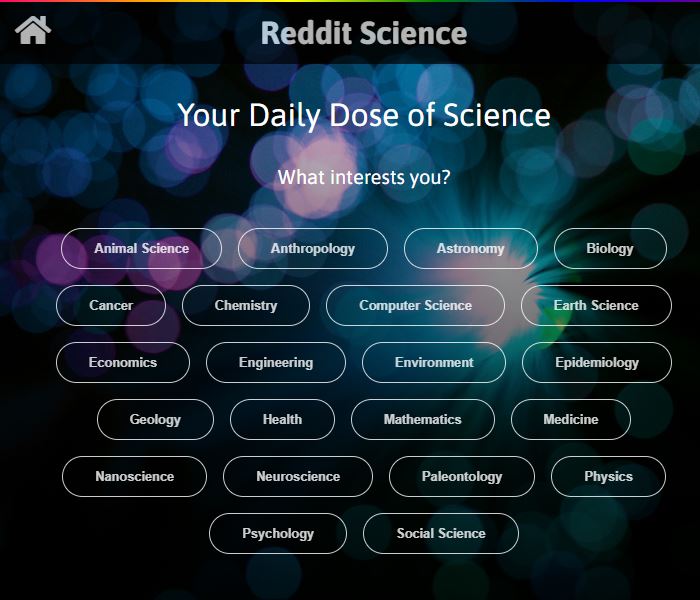 Reddit Science
Your Daily Dose of Science
What interests you?
Animal Science Anthropology Astronomy Biology
Cancer Chemistry Computer Science Earth Science
Economics Engineering Environment Epidemiology
Geology Health Mathematics Medicine
Nanoscience Neuroscience Paleontology Physics
Psychology Social Science